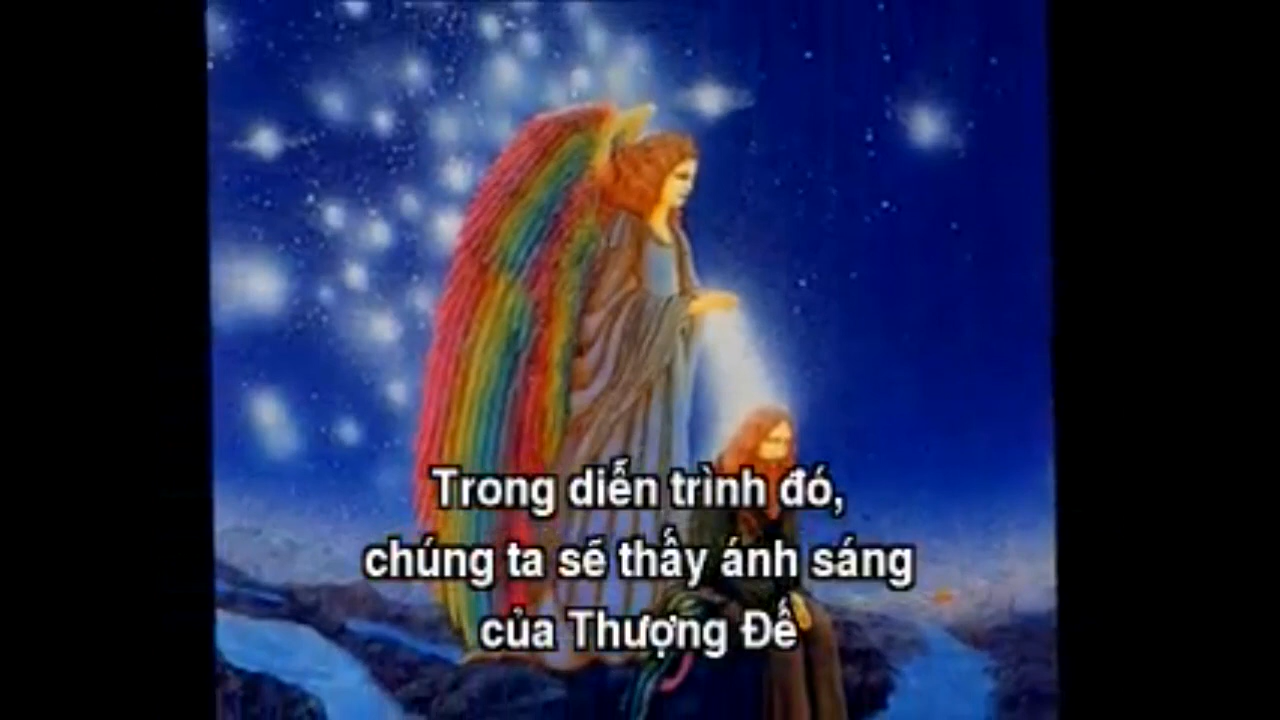 Trong diễn trình đó,
chúng ta sẽ thấy ánh sáng
của Thượng Đế